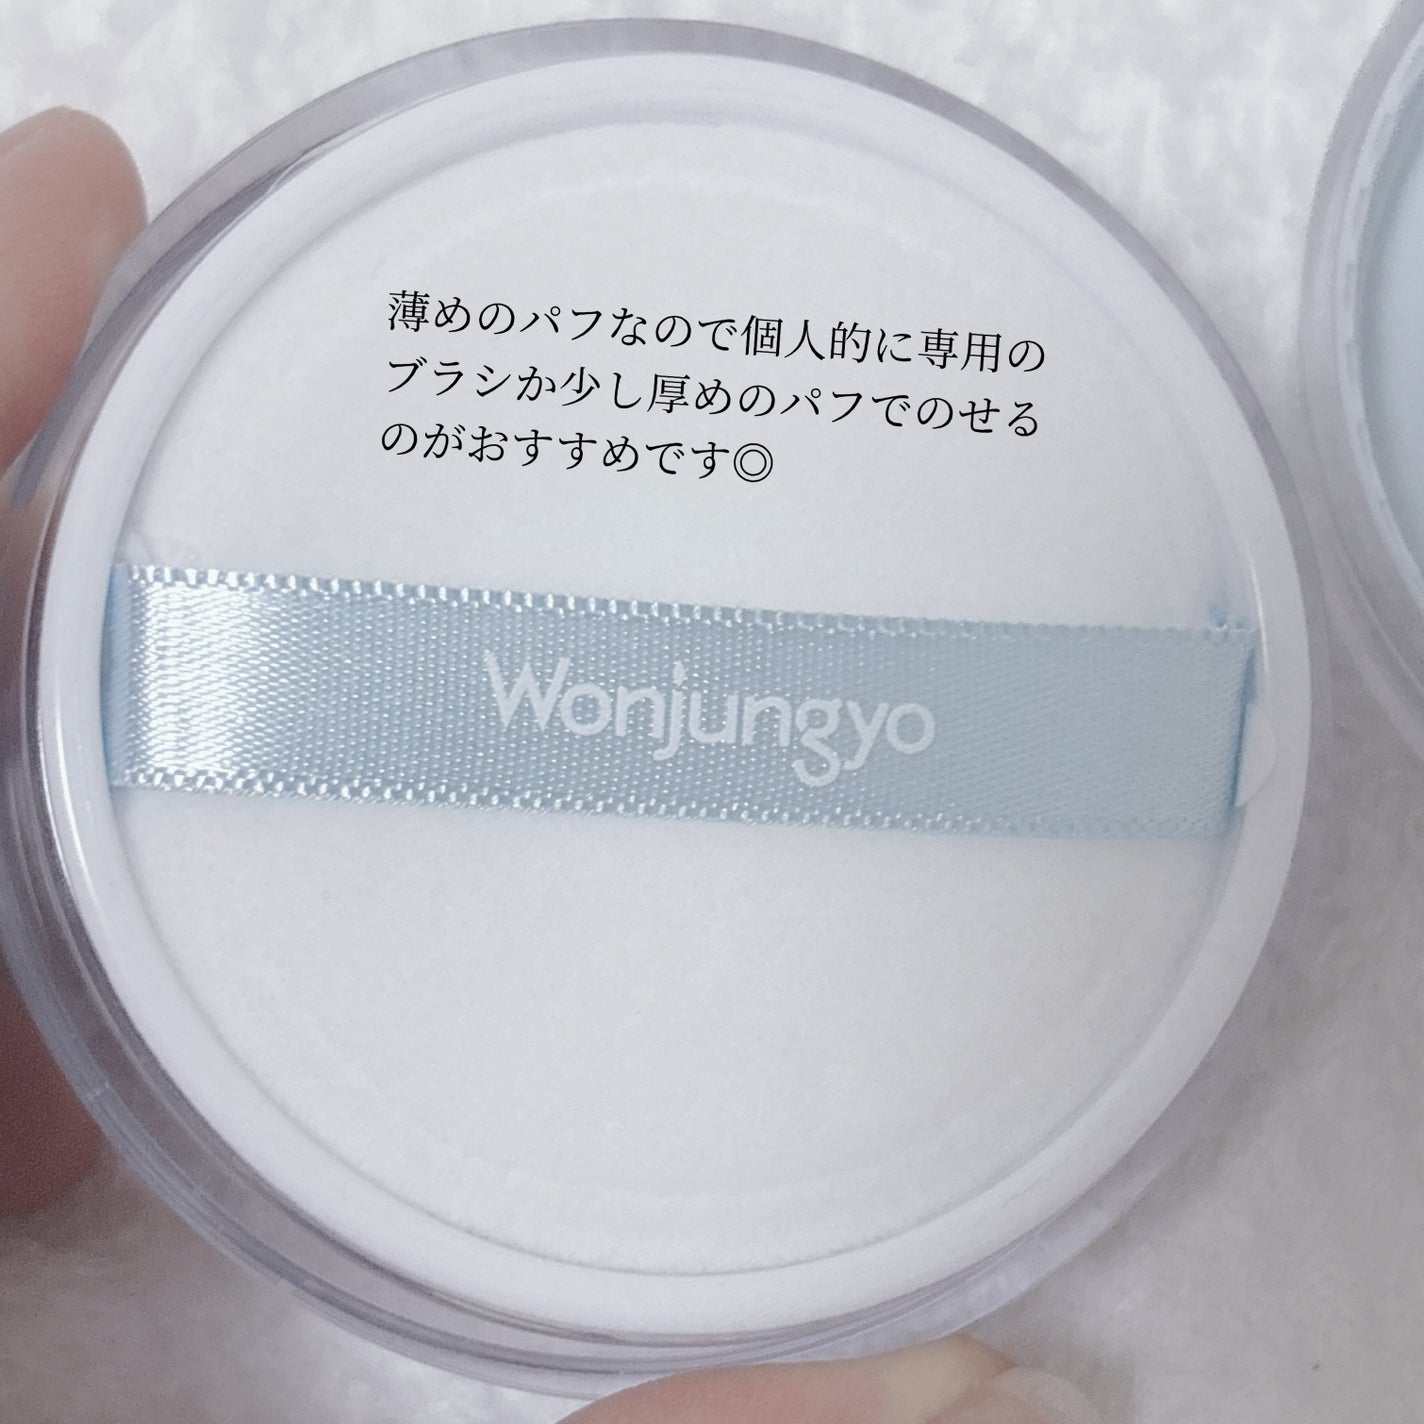 薄めのパフなので個人的に専用の
ブラシか少し厚めのパフでのせる
のがおすすめです◎
Wonjungyo